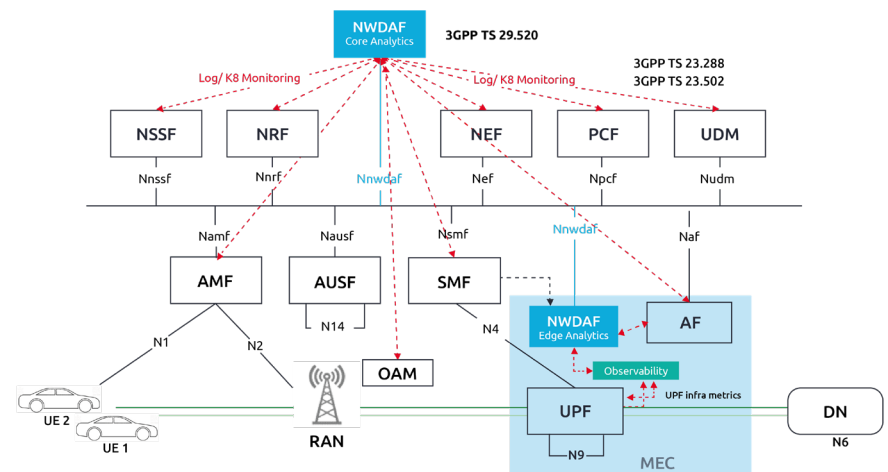 NWDAF
Core Analytics
3GPP TS 29.520
3GPP TS 23.288
3GPP TS 23.502
Log/ K8 Monitoring
Log/ K8 Monitoring
NSSF
NRF
NEF
PCF
UDM
Nnssf
Nnrf
Nnwdaf
Nef
Npcf
Nudm
Namf
Nausf
Nsmf
Nnwdaf
Naf
AMF
AUSF
SMF
NWDAF
Edge Analytics
AF
N1
N2
N14
N4
OAM
Observability
UPF infra metrics
UE 2
UE 1
RAN
UPF
N9
MEC
DN
N6